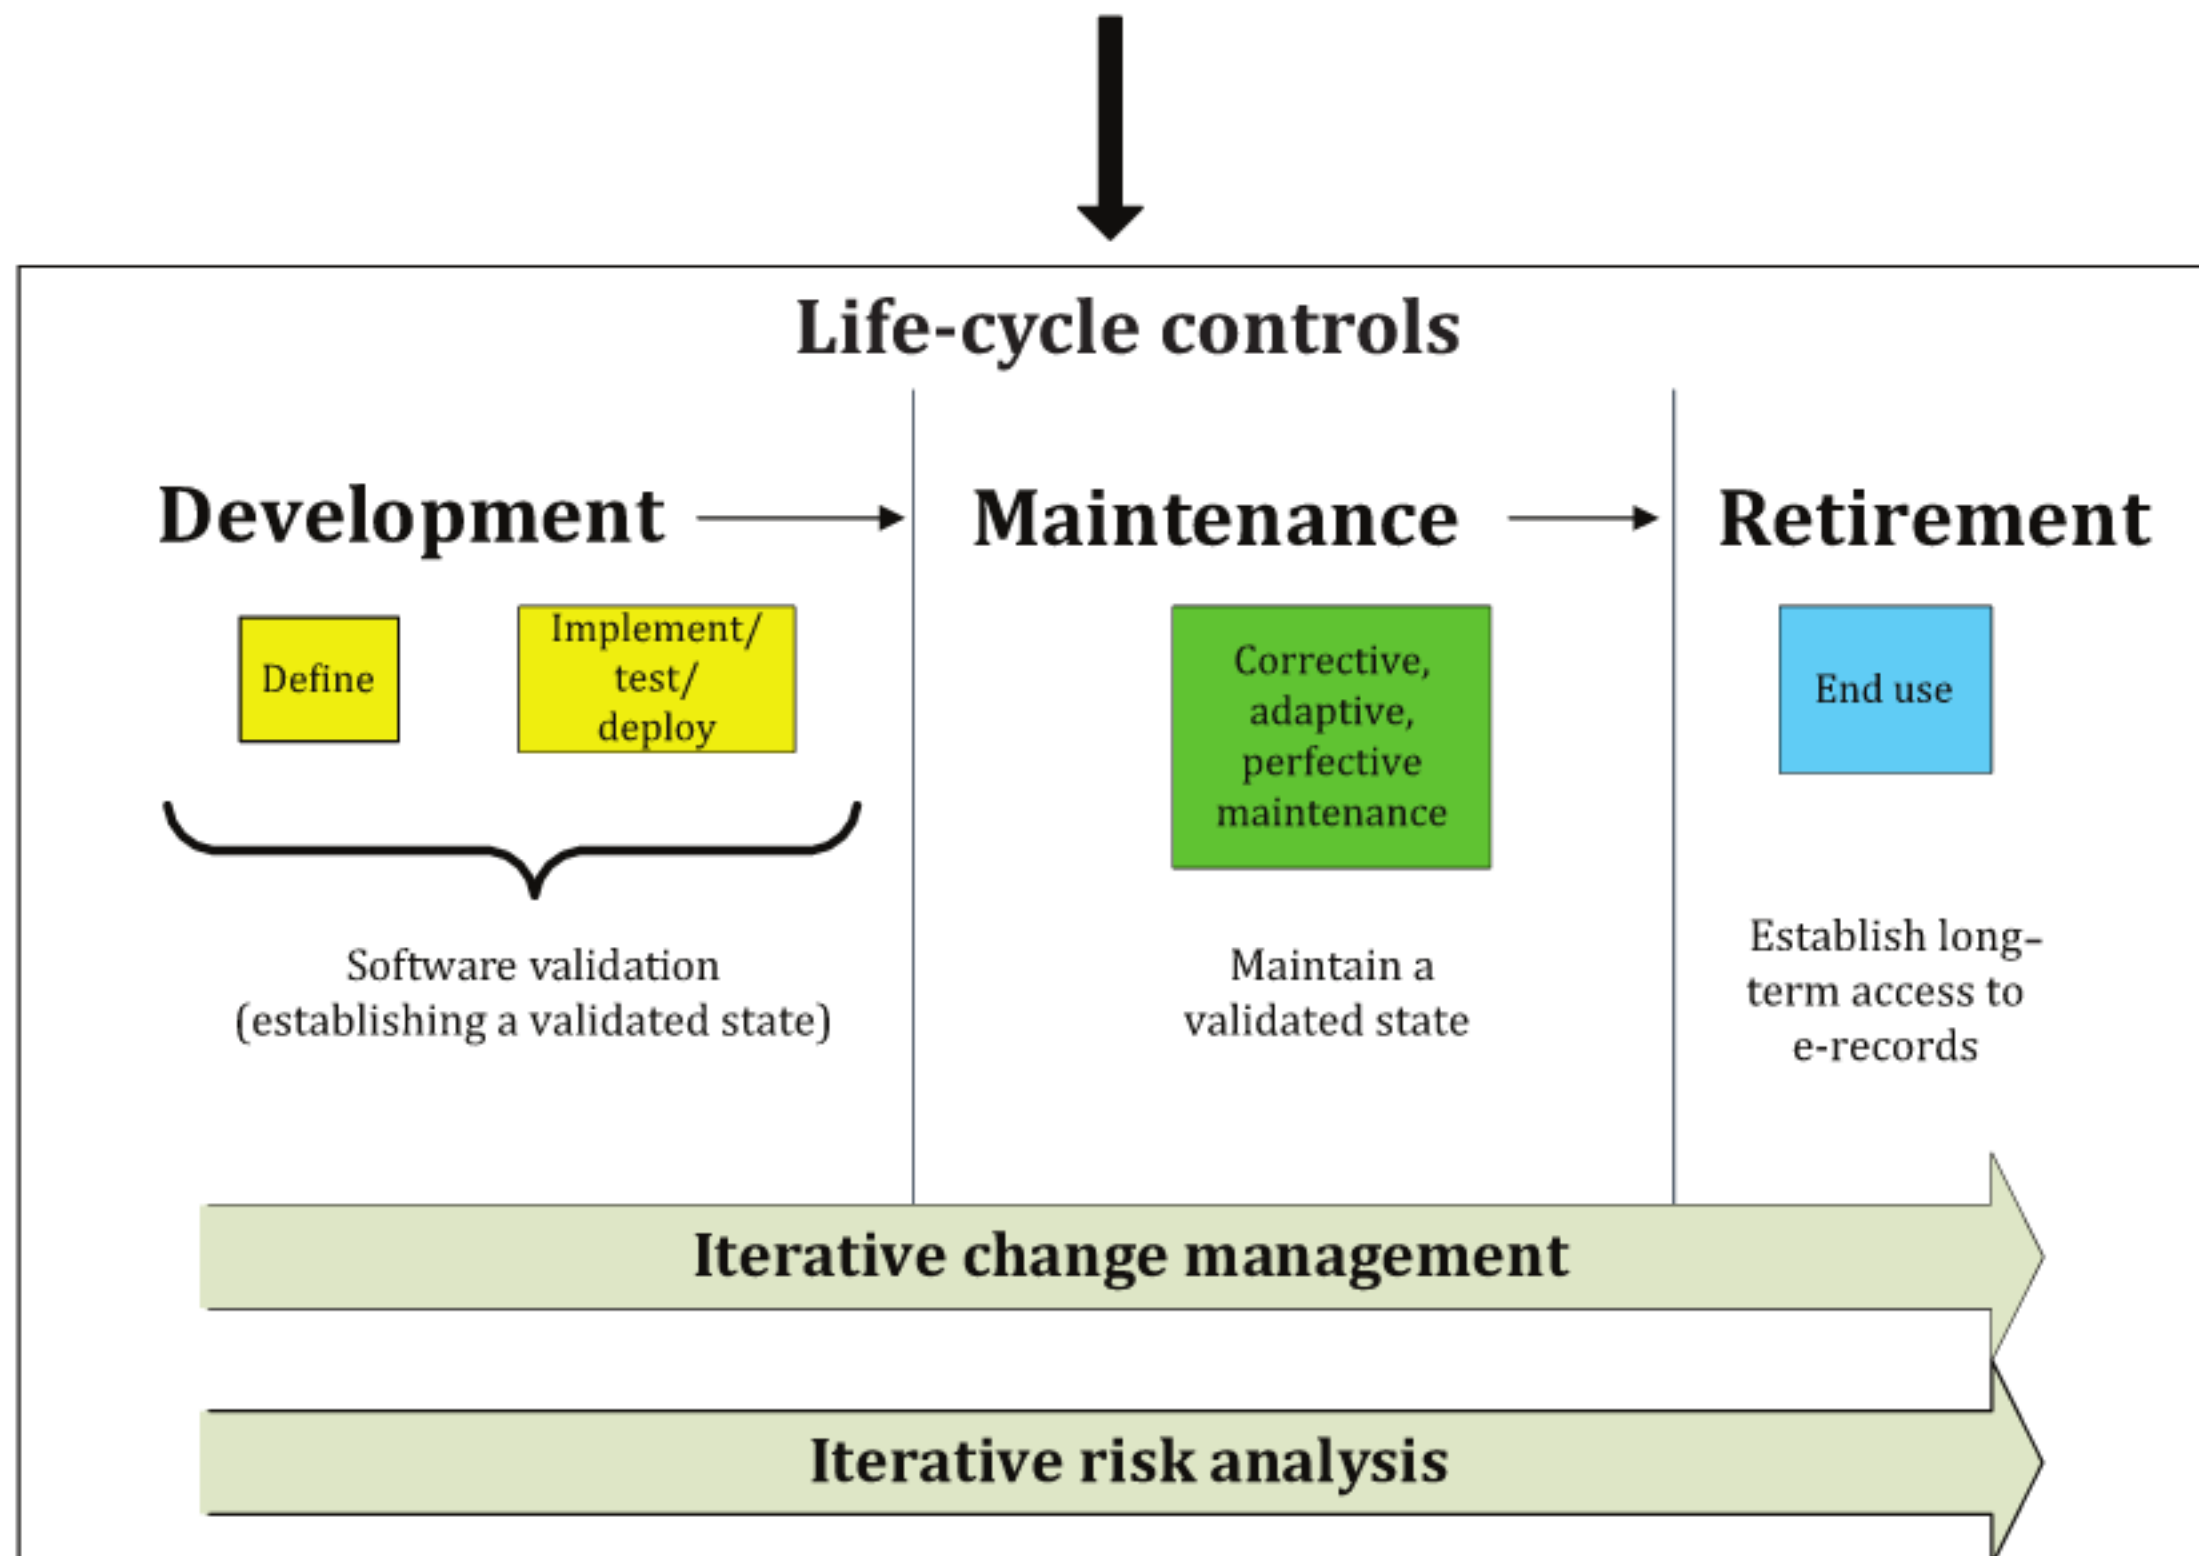 Life-cycle controls
Development
Maintenance
Retirement
Define
Implement/
test/
deploy
Corrective,
adaptive,
perfective
maintenance
End use
Software validation
(establishing a validated state)
Maintain a
validated state
Establish long–
term access to
e-records
Iterative change management
Iterative risk analysis